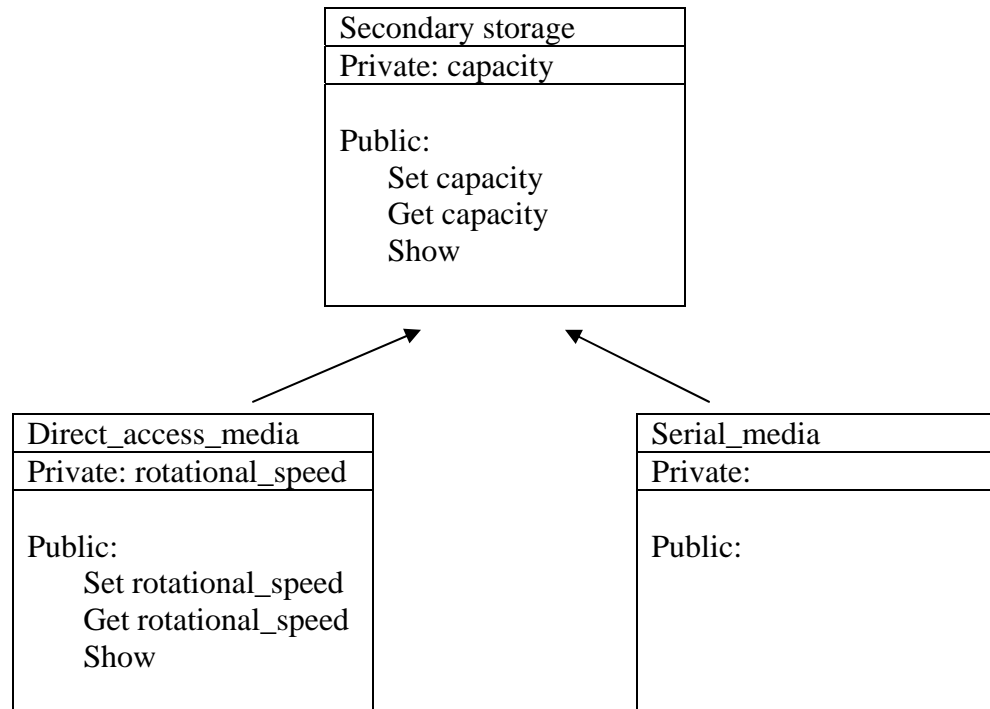 Secondary storage
Private: capacity
Public:
Set capacity
Get capacity
Show
Direct_access_media
Private: rotational_speed
Public:
Set rotational_speed
Get rotational_speed
Show
Serial_media
Private:
Public: